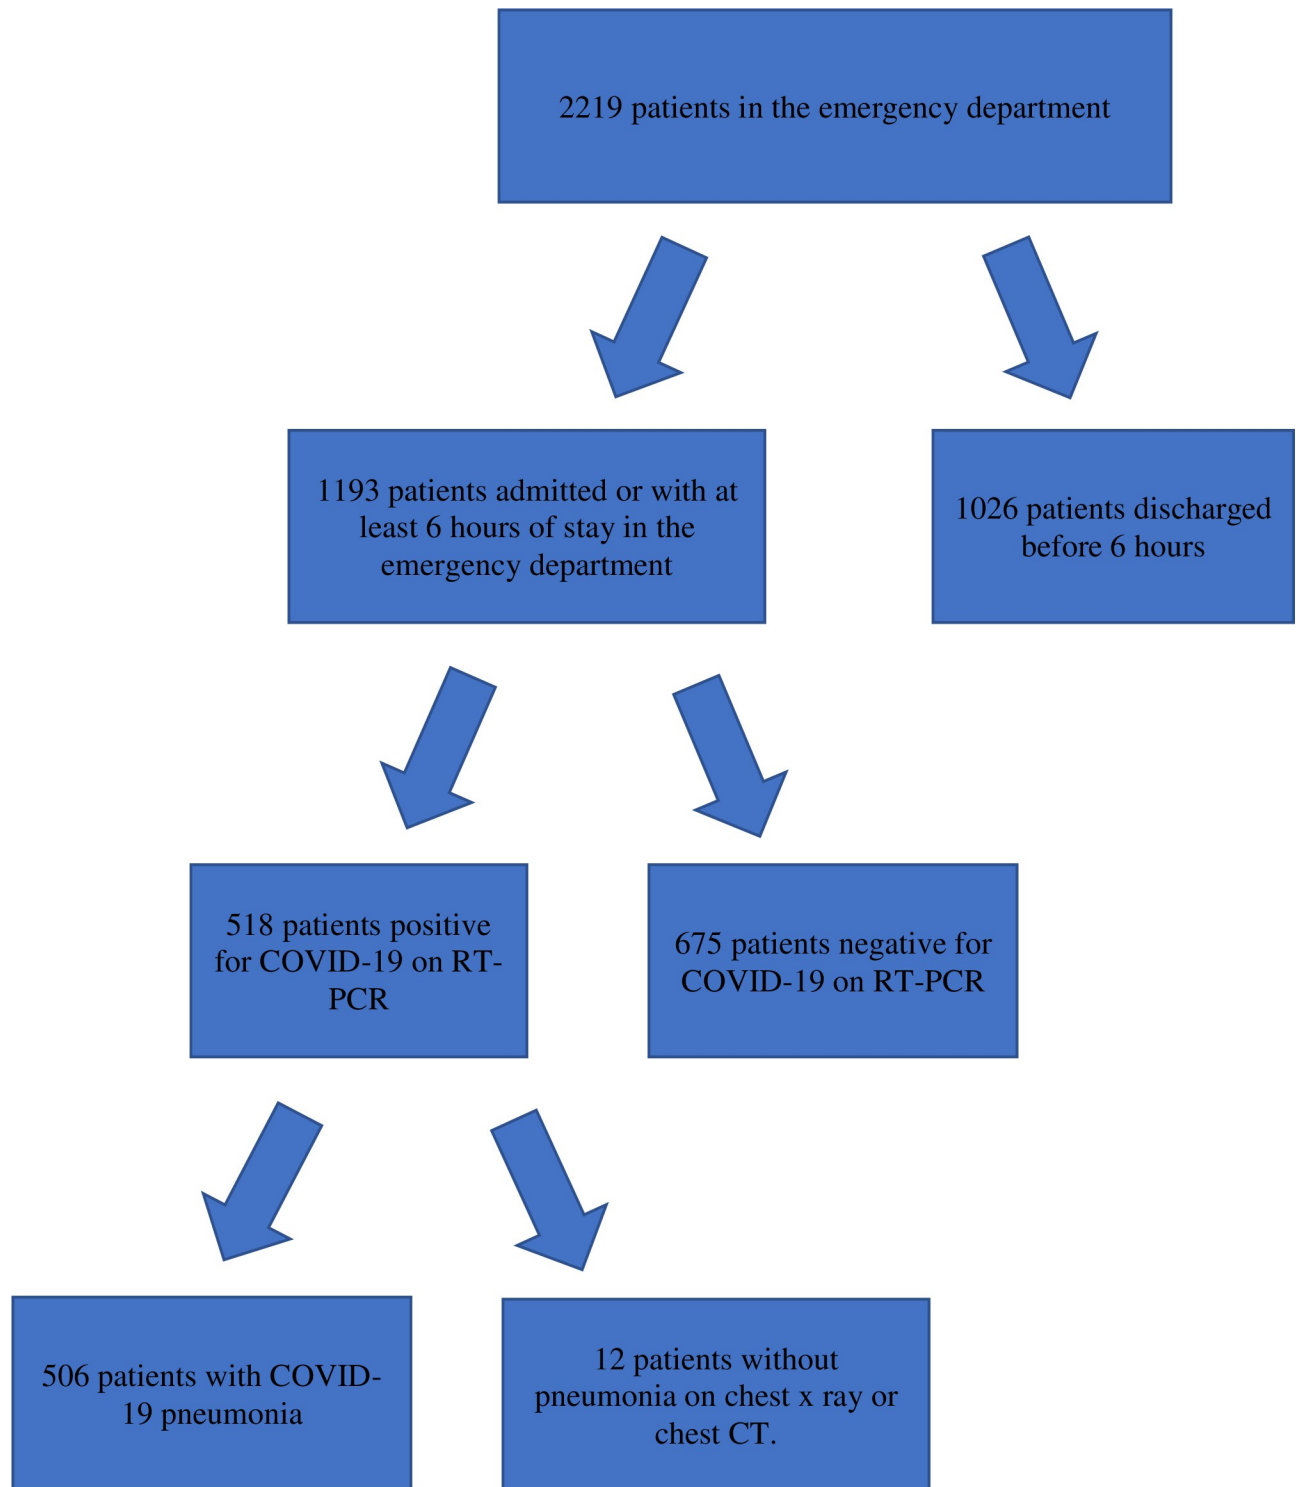 2219 patients in the emergency department
1193 patients admitted or with at
least 6 hours of stay in the
emergency department
1026 patients discharged
before 6 hours
518 patients positive
for COVID-19 on RT-
PCR
675 patients negative for
COVID-19 on RT-PCR
506 patients with COVID-
19 pneumonia
12 patients without
pneumonia on chest x ray or
chest CT.